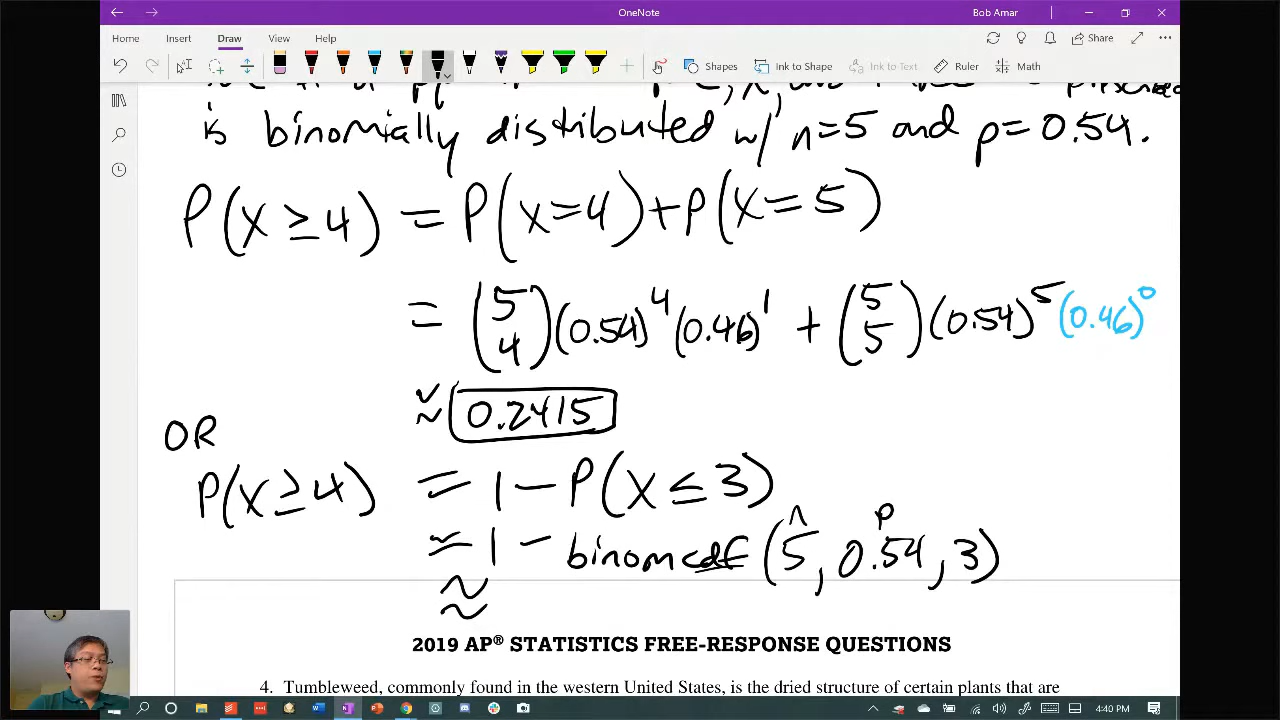 OneNote
Bob Amar
Home Insert Draw View Help
Share
Shapes Ink to Shape Ink to Text Ruler Math
is binomially distributed w/ n=5 and p=0.54.
P(X≥4) = P(X=4)+P(X=5)
= (5 4)(0.54)^4(0.46)^1 + (5 5)(0.54)^5(0.46)^0
≈ 0.2415
OR
P(X≥4) = 1-P(X≤3)
n p
≈ 1 - binomcdf(5, 0.54, 3)
≈
2019 AP® STATISTICS FREE-RESPONSE QUESTIONS
4. Tumbleweed, commonly found in the western United States, is the dried structure of certain plants that are
4:40 PM